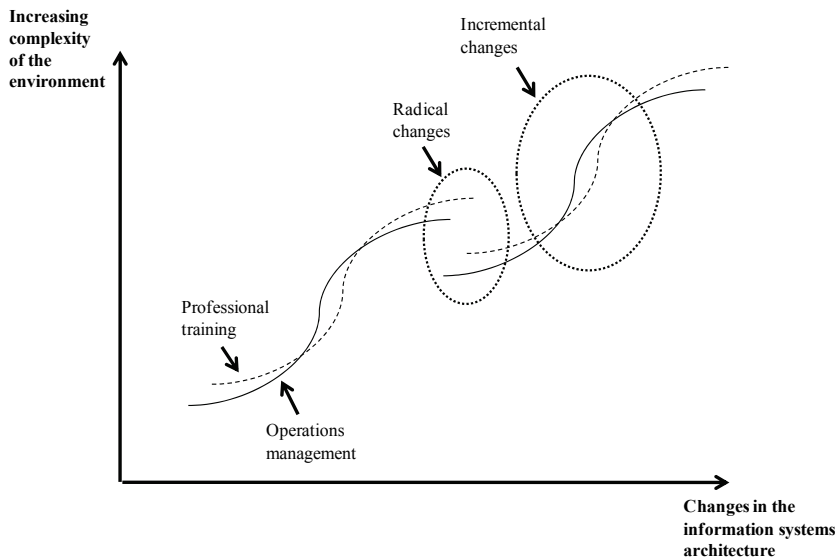 Increasing
complexity
of the
environment
Incremental
changes
Radical
changes
Professional
training
Operations
management
Changes in the
information systems
architecture